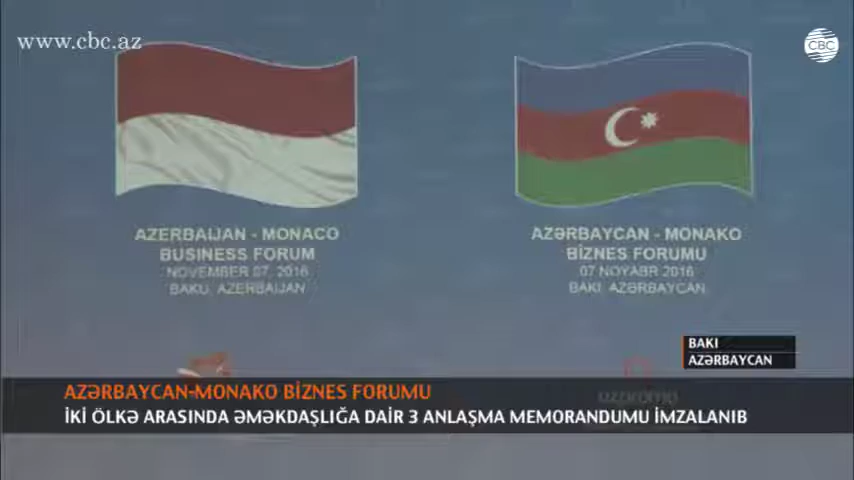 www.cbc.az
CBC
AZERBAIJAN - MONACO
BUSINESS FORUM
NOVEMBER 07, 2016
BAKU, AZERBAIJAN
AZƏRBAYCAN - MONAKO
BİZNES FORUMU
07 NOYABR 2016
BAKI, AZƏRBAYCAN
BAKI
AZƏRBAYCAN
AZƏRBAYCAN-MONAKO BİZNES FORUMU
İKİ ÖLKƏ ARASINDA ƏMƏKDAŞLIĞA DAİR 3 ANLAŞMA MEMORANDUMU İMZALANIB